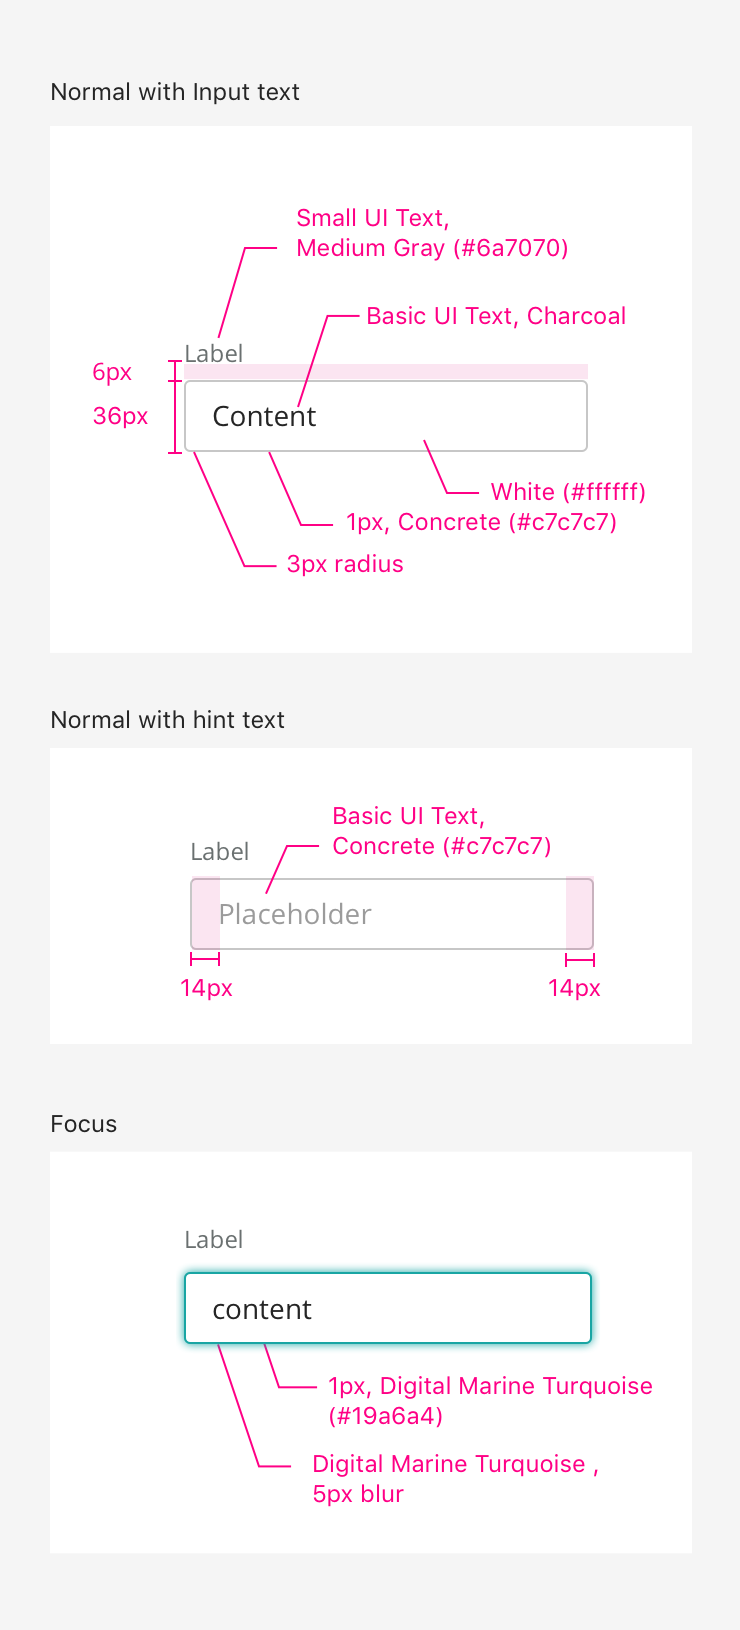 Normal with Input text
Small UI Text,
Medium Gray (#6a7070)
Basic UI Text, Charcoal
Label
6px
36px
Content
White (#ffffff)
1px, Concrete (#c7c7c7)
3px radius
Normal with hint text
Basic UI Text,
Concrete (#c7c7c7)
Label
Placeholder
14px
14px
Focus
Label
content
1px, Digital Marine Turquoise
(#19a6a4)
Digital Marine Turquoise ,
5px blur